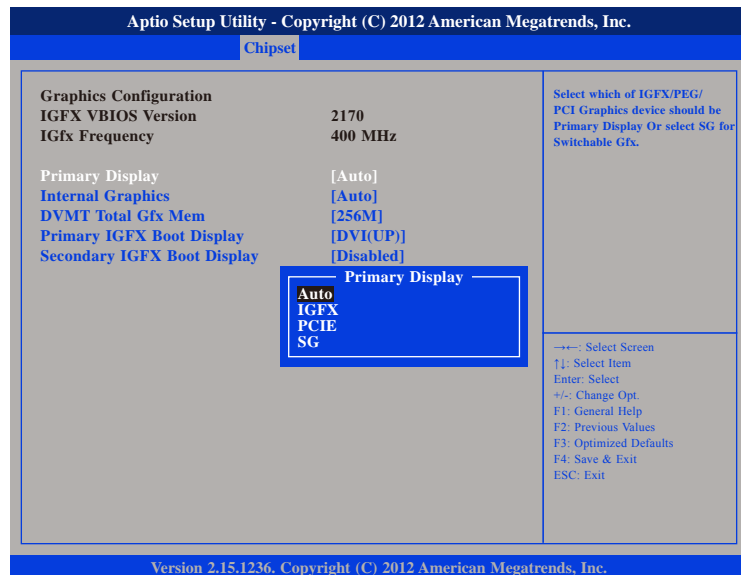 Aptio Setup Utility - Copyright (C) 2012 American Megatrends, Inc.
Chipset
Graphics Configuration
IGFX VBIOS Version 2170
IGfx Frequency 400 MHz
Primary Display [Auto]
Internal Graphics [Auto]
DVMT Total Gfx Mem [256M]
Primary IGFX Boot Display [DVI(UP)]
Secondary IGFX Boot Display [Disabled]
Primary Display
Auto
IGFX
PCIE
SG
Select which of IGFX/PEG/
PCI Graphics device should be
Primary Display Or select SG for
Switchable Gfx.
→←: Select Screen
↑↓: Select Item
Enter: Select
+/-: Change Opt.
F1: General Help
F2: Previous Values
F3: Optimized Defaults
F4: Save & Exit
ESC: Exit
Version 2.15.1236. Copyright (C) 2012 American Megatrends, Inc.